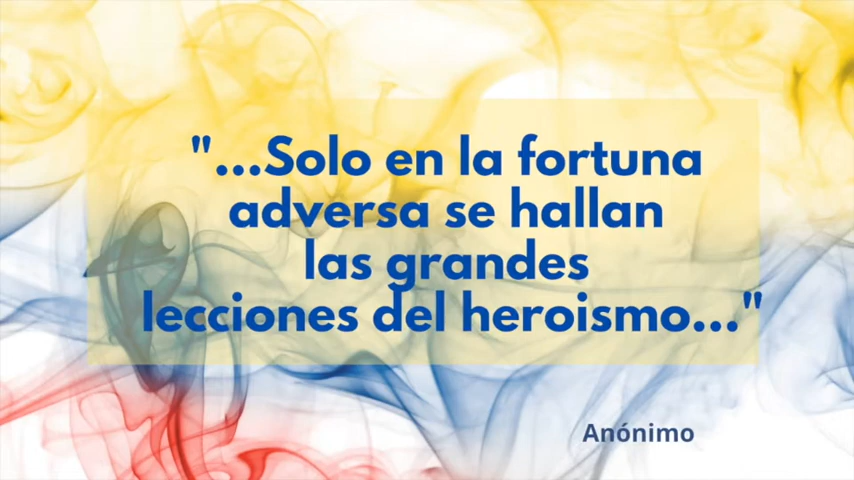 "...Solo en la fortuna
adversa se hallan
las grandes
lecciones del heroismo..."
Anónimo